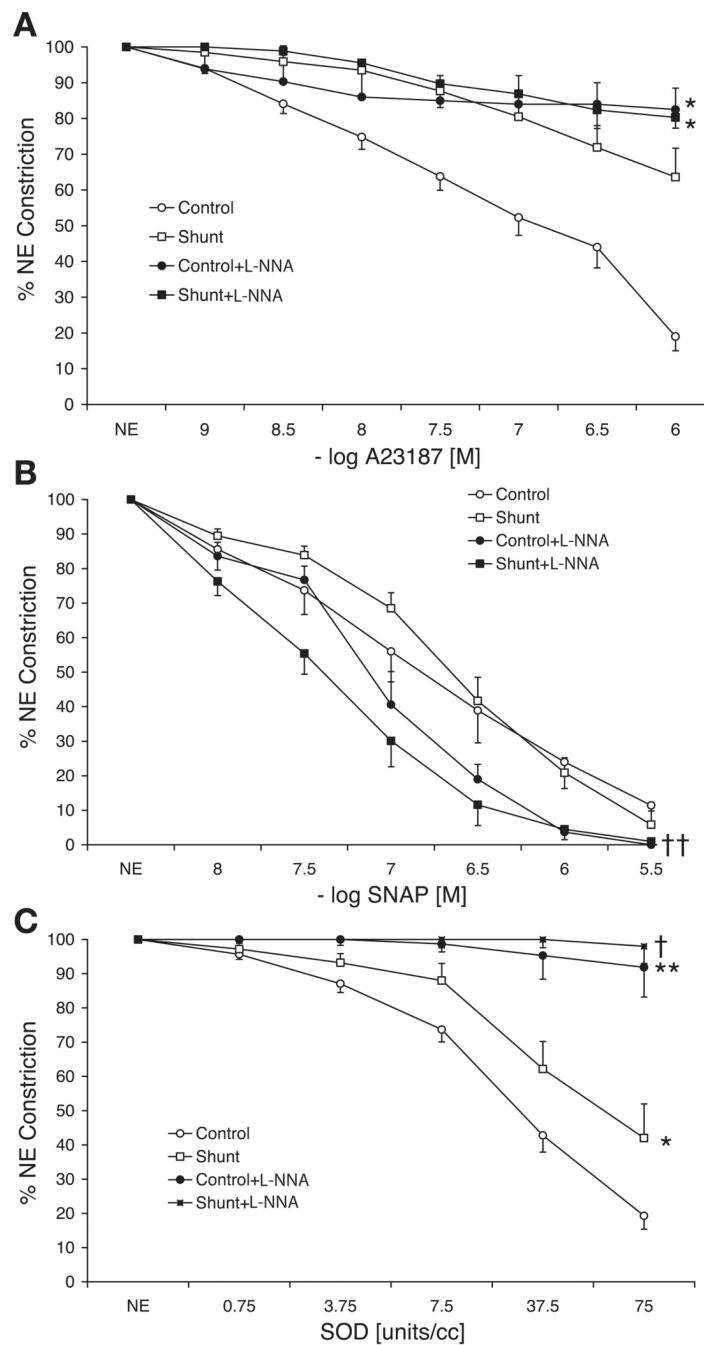 A
100
90
80
70
60
50
40
30
20
10
0
% NE Constriction
Control
Shunt
Control+L-NNA
Shunt+L-NNA
*
*
NE 9 8.5 8 7.5 7 6.5 6
- log A23187 [M]
B
100
90
80
70
60
50
40
30
20
10
0
% NE Constriction
Control
Shunt
Control+L-NNA
Shunt+L-NNA
††
NE 8 7.5 7 6.5 6 5.5
- log SNAP [M]
C
100
90
80
70
60
50
40
30
20
10
0
% NE Constriction
†
**
*
Control
Shunt
Control+L-NNA
Shunt+L-NNA
NE 0.75 3.75 7.5 37.5 75
SOD [units/cc]